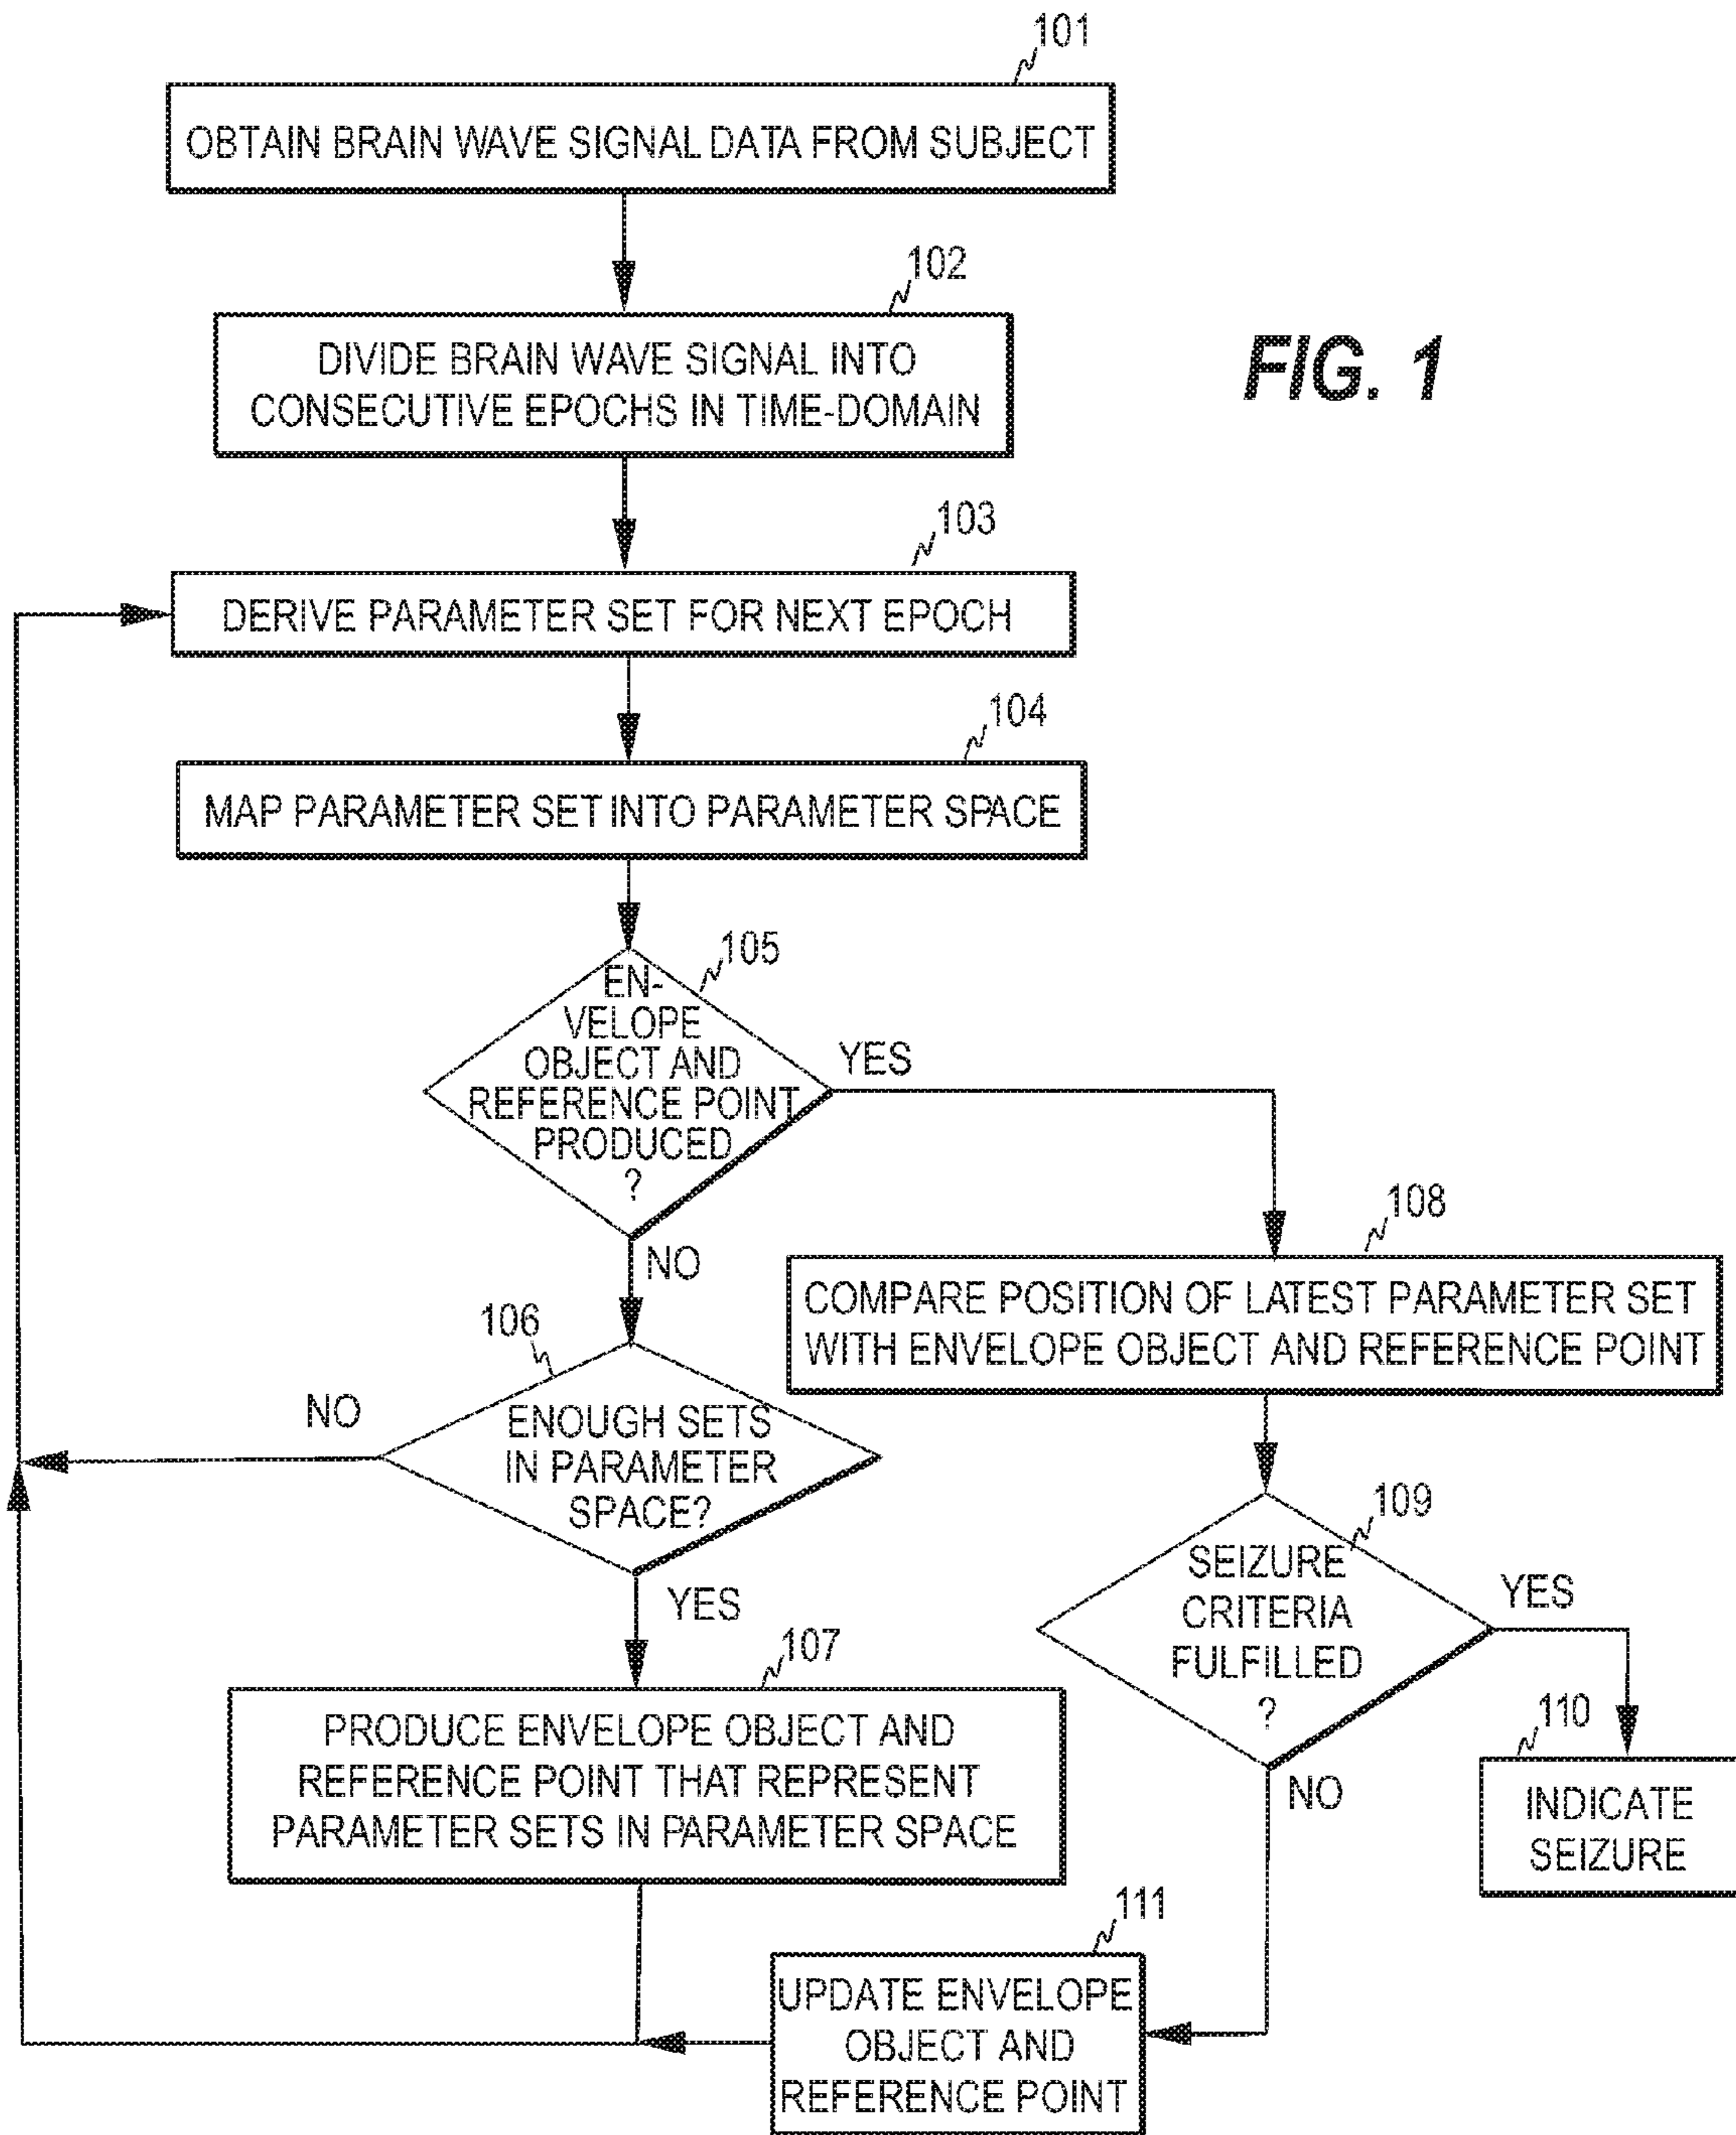 101
OBTAIN BRAIN WAVE SIGNAL DATA FROM SUBJECT
102
DIVIDE BRAIN WAVE SIGNAL INTO
CONSECUTIVE EPOCHS IN TIME-DOMAIN
FIG. 1
103
DERIVE PARAMETER SET FOR NEXT EPOCH
104
MAP PARAMETER SET INTO PARAMETER SPACE
105
EN-
VELOPE
OBJECT AND
REFERENCE POINT
PRODUCED
?
YES
NO
108
COMPARE POSITION OF LATEST PARAMETER SET
WITH ENVELOPE OBJECT AND REFERENCE POINT
106
NO
ENOUGH SETS
IN PARAMETER
SPACE?
YES
109
SEIZURE
CRITERIA
FULFILLED
?
YES
NO
107
PRODUCE ENVELOPE OBJECT AND
REFERENCE POINT THAT REPRESENT
PARAMETER SETS IN PARAMETER SPACE
110
INDICATE
SEIZURE
111
UPDATE ENVELOPE
OBJECT AND
REFERENCE POINT